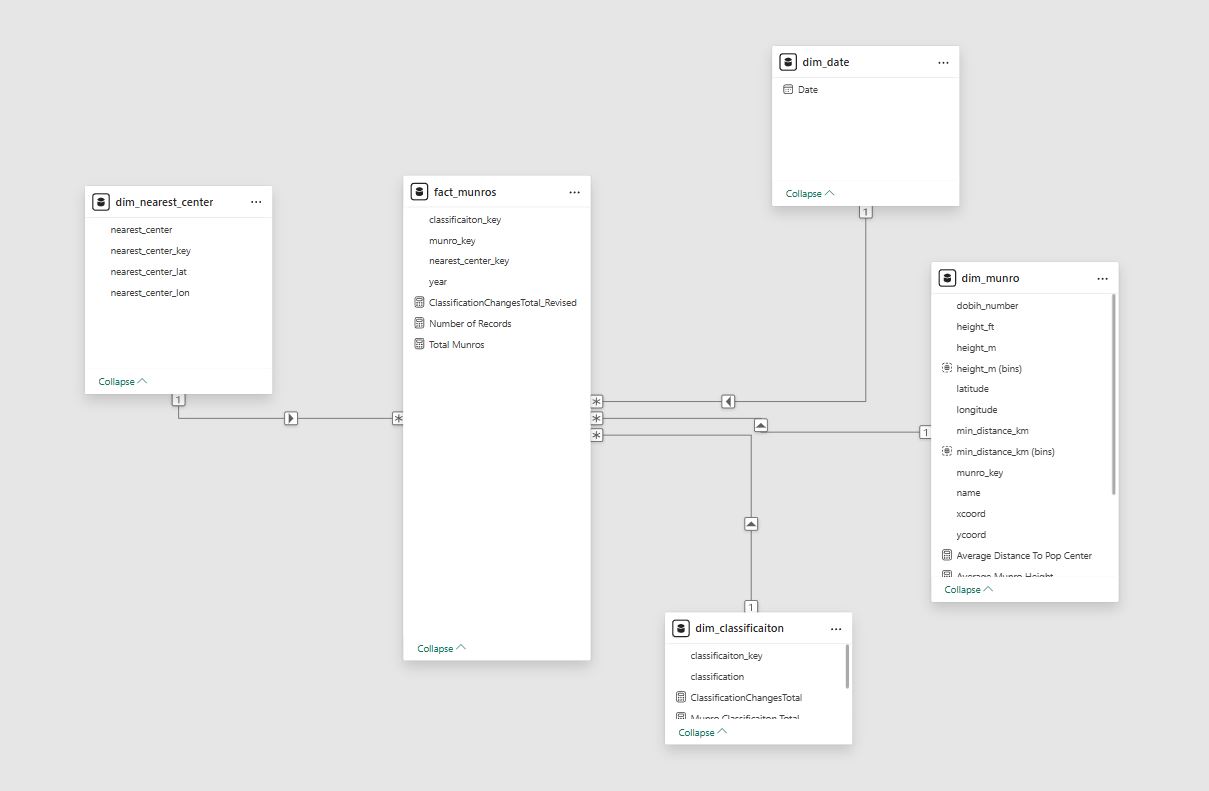 dim_date
Date
Collapse
1
dim_nearest_center
nearest_center
nearest_center_key
nearest_center_lat
nearest_center_lon
Collapse
1
*
fact_munros
classificaiton_key
munro_key
nearest_center_key
year
ClassificationChangesTotal_Revised
Number of Records
Total Munros
Collapse
*
*
*
dim_munro
dobih_number
height_ft
height_m
height_m (bins)
latitude
longitude
min_distance_km
min_distance_km (bins)
munro_key
name
xcoord
ycoord
Average Distance To Pop Center
Average Munro Height
Collapse
1
1
dim_classificaiton
classificaiton_key
classification
ClassificationChangesTotal
Munro Classificaiton Total
Collapse